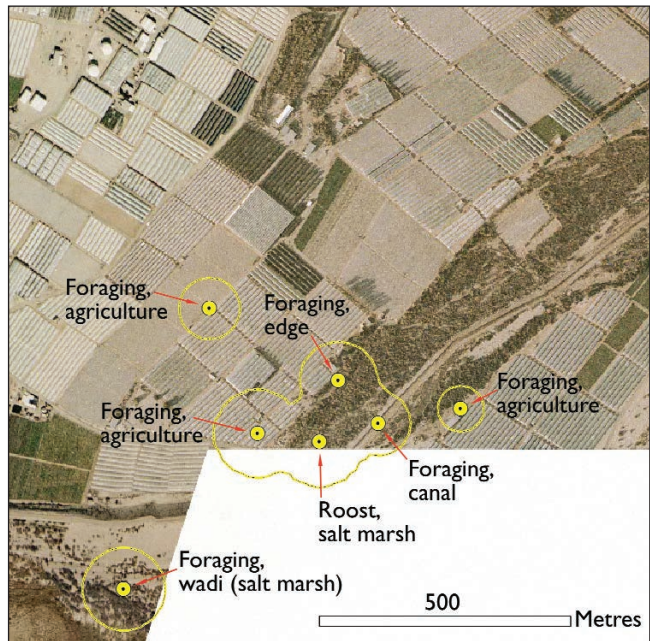 Foraging,
agriculture
Foraging,
edge
Foraging,
agriculture
Foraging,
agriculture
Foraging,
canal
Roost,
salt marsh
Foraging,
wadi (salt marsh)
500
Metres